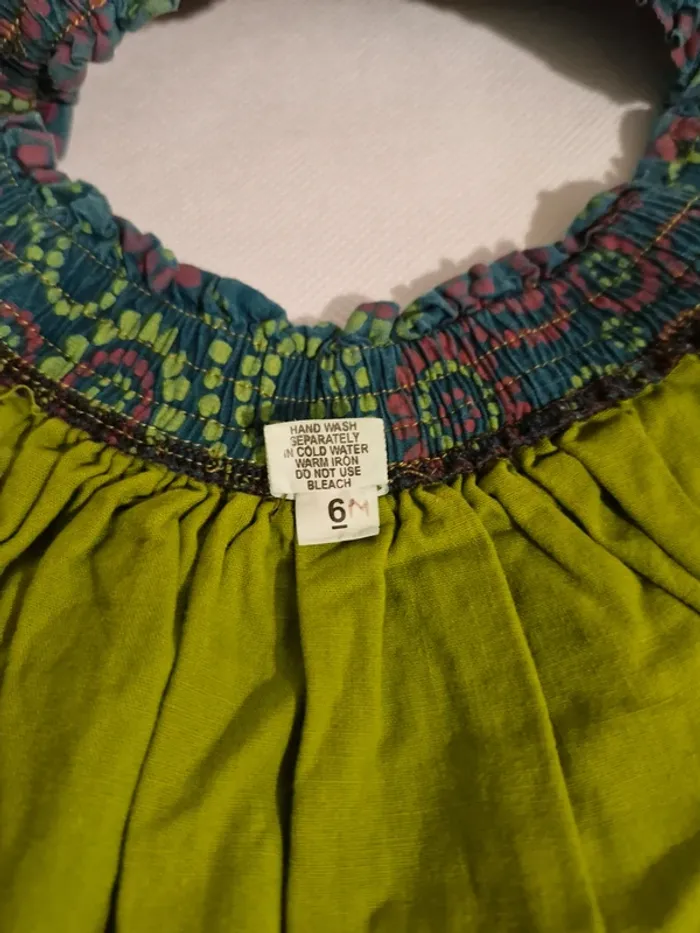 HAND WASH
SEPARATELY
IN COLD WATER
WARM IRON
DO NOT USE
BLEACH
6M